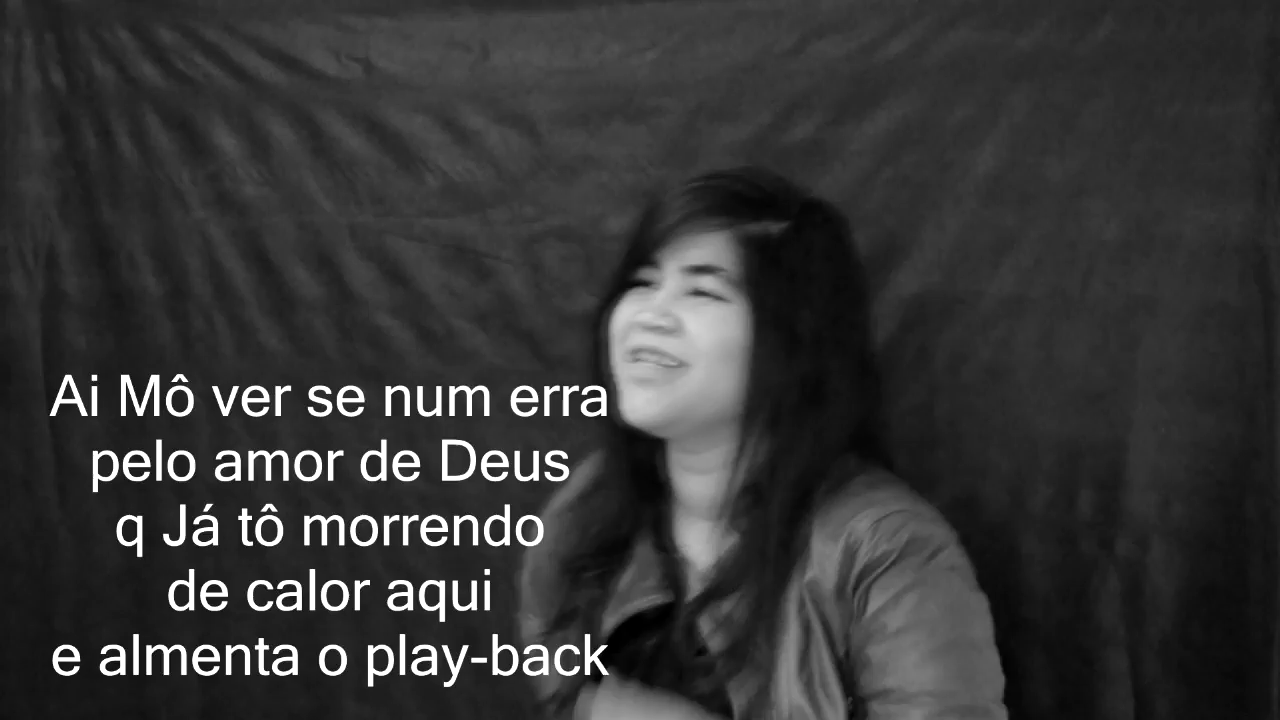 Ai Mô ver se num erra
pelo amor de Deus
q Já tô morrendo
de calor aqui
e almenta o play-back